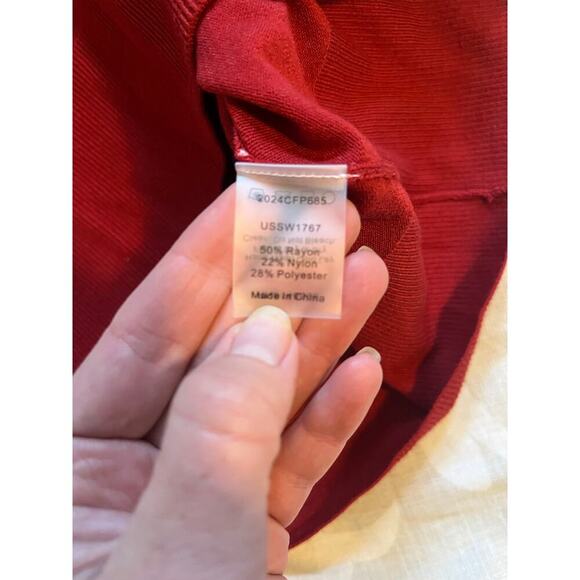 2024CFP685
USSW1767
50% Rayon
22% Nylon
28% Polyester
Made in China